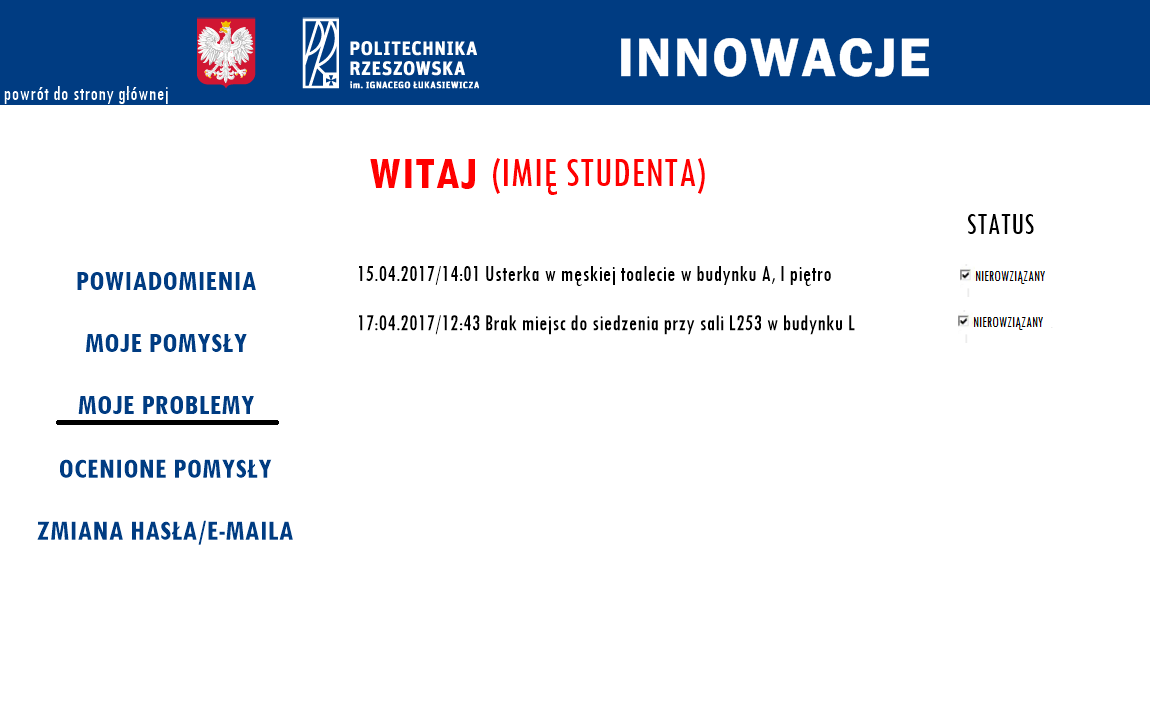 POLITECHNIKA
RZESZOWSKA
im. IGNACEGO ŁUKASIEWICZA
INNOWACJE
powrót do strony głównej
WITAJ (IMIĘ STUDENTA)
STATUS
POWIADOMIENIA
MOJE POMYSŁY
MOJE PROBLEMY
OCENIONE POMYSŁY
ZMIANA HASŁA/E-MAILA
15.04.2017/14:01 Usterka w męskiej toalecie w budynku A, I piętro
NIEROWZIĄZANY
17.04.2017/12:43 Brak miejsc do siedzenia przy sali L253 w budynku L
NIEROWZIĄZANY